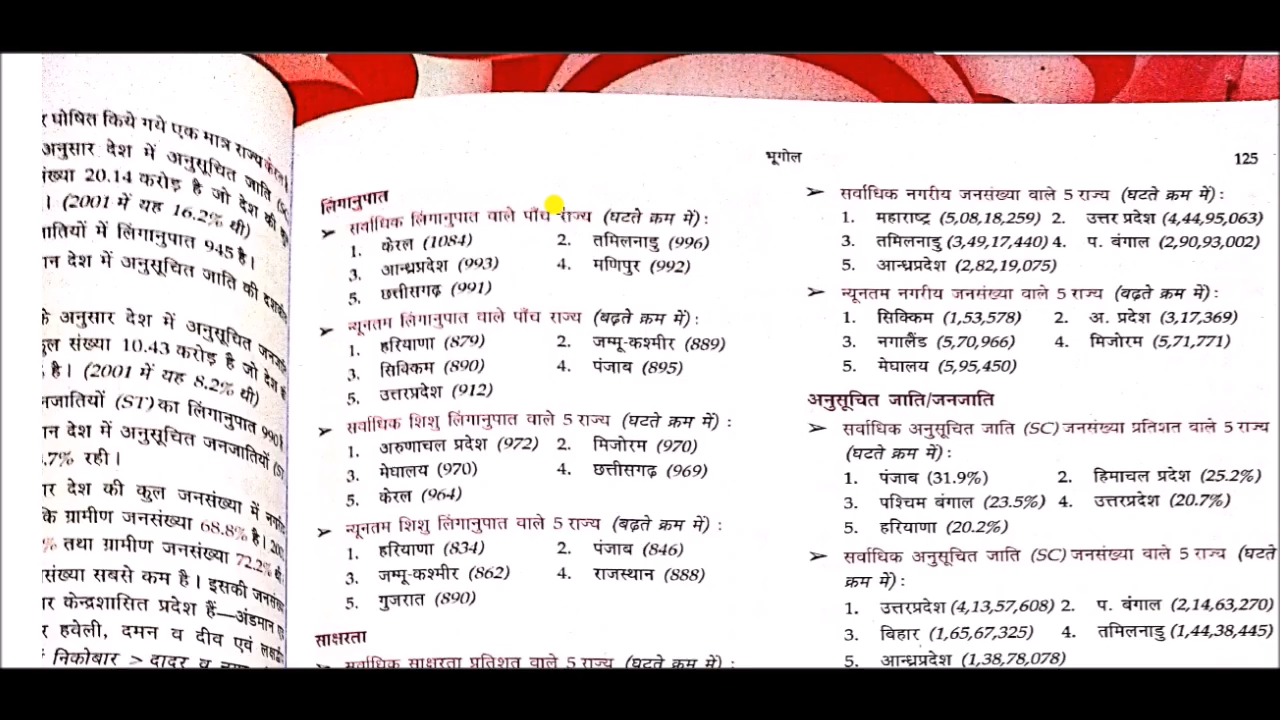 पोषित किये गये एक मात्र राज्य
अनुसार देश में अनुसूचित जाति
20.14 करोड़ है जो देश की
। (2001 में यह 16.2% थी)
में लिंगानुपात 945 है।
देश में अनुसूचित जाति की
के अनुसार देश में अनुसूचित
संख्या 10.43 करोड़ है जो देश
है। (2001 में यह 8.2% थी)
(ST) का लिंगानुपात 990
देश में अनुसूचित जनजातियों
.7% रही।
देश की कुल जनसंख्या में
ग्रामीण जनसंख्या 68.8% है।
% तथा ग्रामीण जनसंख्या 72.2%
सबसे कम है। इसकी
केन्द्रशासित प्रदेश हैं—अंडमान
हवेली, दमन व दीव एवं
निकोबार > दादर व
भूगोल 125
लिंगानुपात
➢ सर्वाधिक लिंगानुपात वाले पाँच राज्य (घटते क्रम में) :
1. केरल (1084) 2. तमिलनाडु (996)
3. आन्ध्रप्रदेश (993) 4. मणिपुर (992)
5. छत्तीसगढ़ (991)
➢ न्यूनतम लिंगानुपात वाले पाँच राज्य (बढ़ते क्रम में) :
1. हरियाणा (879) 2. जम्मू-कश्मीर (889)
3. सिक्किम (890) 4. पंजाब (895)
5. उत्तरप्रदेश (912)
➢ सर्वाधिक शिशु लिंगानुपात वाले 5 राज्य (घटते क्रम में) :
1. अरुणाचल प्रदेश (972) 2. मिजोरम (970)
3. मेघालय (970) 4. छत्तीसगढ़ (969)
5. केरल (964)
➢ न्यूनतम शिशु लिंगानुपात वाले 5 राज्य (बढ़ते क्रम में) :
1. हरियाणा (834) 2. पंजाब (846)
3. जम्मू-कश्मीर (862) 4. राजस्थान (888)
5. गुजरात (890)
साक्षरता
➢ सर्वाधिक साक्षरता प्रतिशत वाले 5 राज्य (घटते क्रम में) :
➢ सर्वाधिक नगरीय जनसंख्या वाले 5 राज्य (घटते क्रम में) :
1. महाराष्ट्र (5,08,18,259) 2. उत्तर प्रदेश (4,44,95,063)
3. तमिलनाडु (3,49,17,440) 4. प. बंगाल (2,90,93,002)
5. आन्ध्रप्रदेश (2,82,19,075)
➢ न्यूनतम नगरीय जनसंख्या वाले 5 राज्य (बढ़ते क्रम में) :
1. सिक्किम (1,53,578) 2. अ. प्रदेश (3,17,369)
3. नगालैंड (5,70,966) 4. मिजोरम (5,71,771)
5. मेघालय (5,95,450)
अनुसूचित जाति/जनजाति
➢ सर्वाधिक अनुसूचित जाति (SC) जनसंख्या प्रतिशत वाले 5 राज्य
(घटते क्रम में) :
1. पंजाब (31.9%) 2. हिमाचल प्रदेश (25.2%)
3. पश्चिम बंगाल (23.5%) 4. उत्तरप्रदेश (20.7%)
5. हरियाणा (20.2%)
➢ सर्वाधिक अनुसूचित जाति (SC) जनसंख्या वाले 5 राज्य (घटते
क्रम में) :
1. उत्तरप्रदेश (4,13,57,608) 2. प. बंगाल (2,14,63,270)
3. बिहार (1,65,67,325) 4. तमिलनाडु (1,44,38,445)
5. आन्ध्रप्रदेश (1,38,78,078)